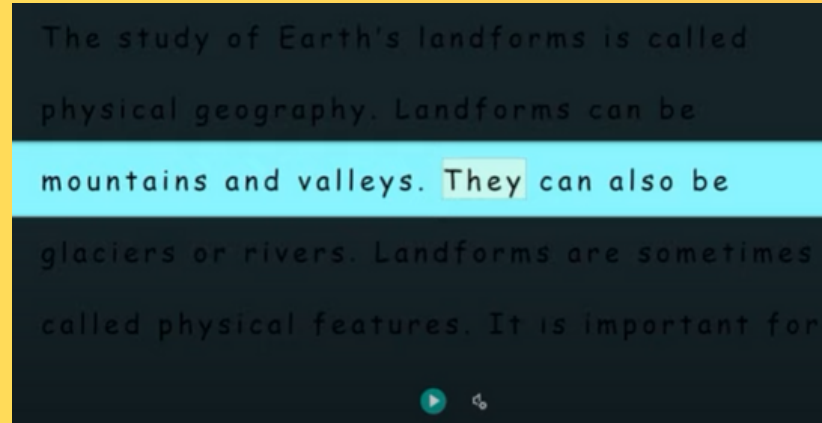 The study of Earth's landforms is called
physical geography. Landforms can be
mountains and valleys. They can also be
glaciers or rivers. Landforms are sometimes
called physical features. It is important for